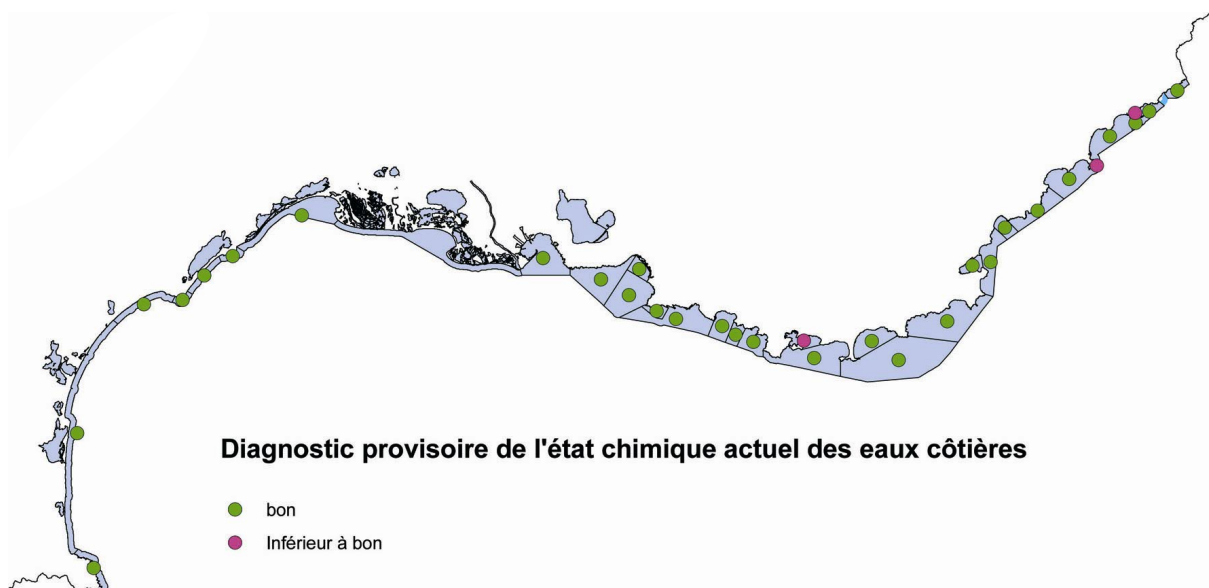 Diagnostic provisoire de l'état chimique actuel des eaux côtières
bon
Inférieur à bon